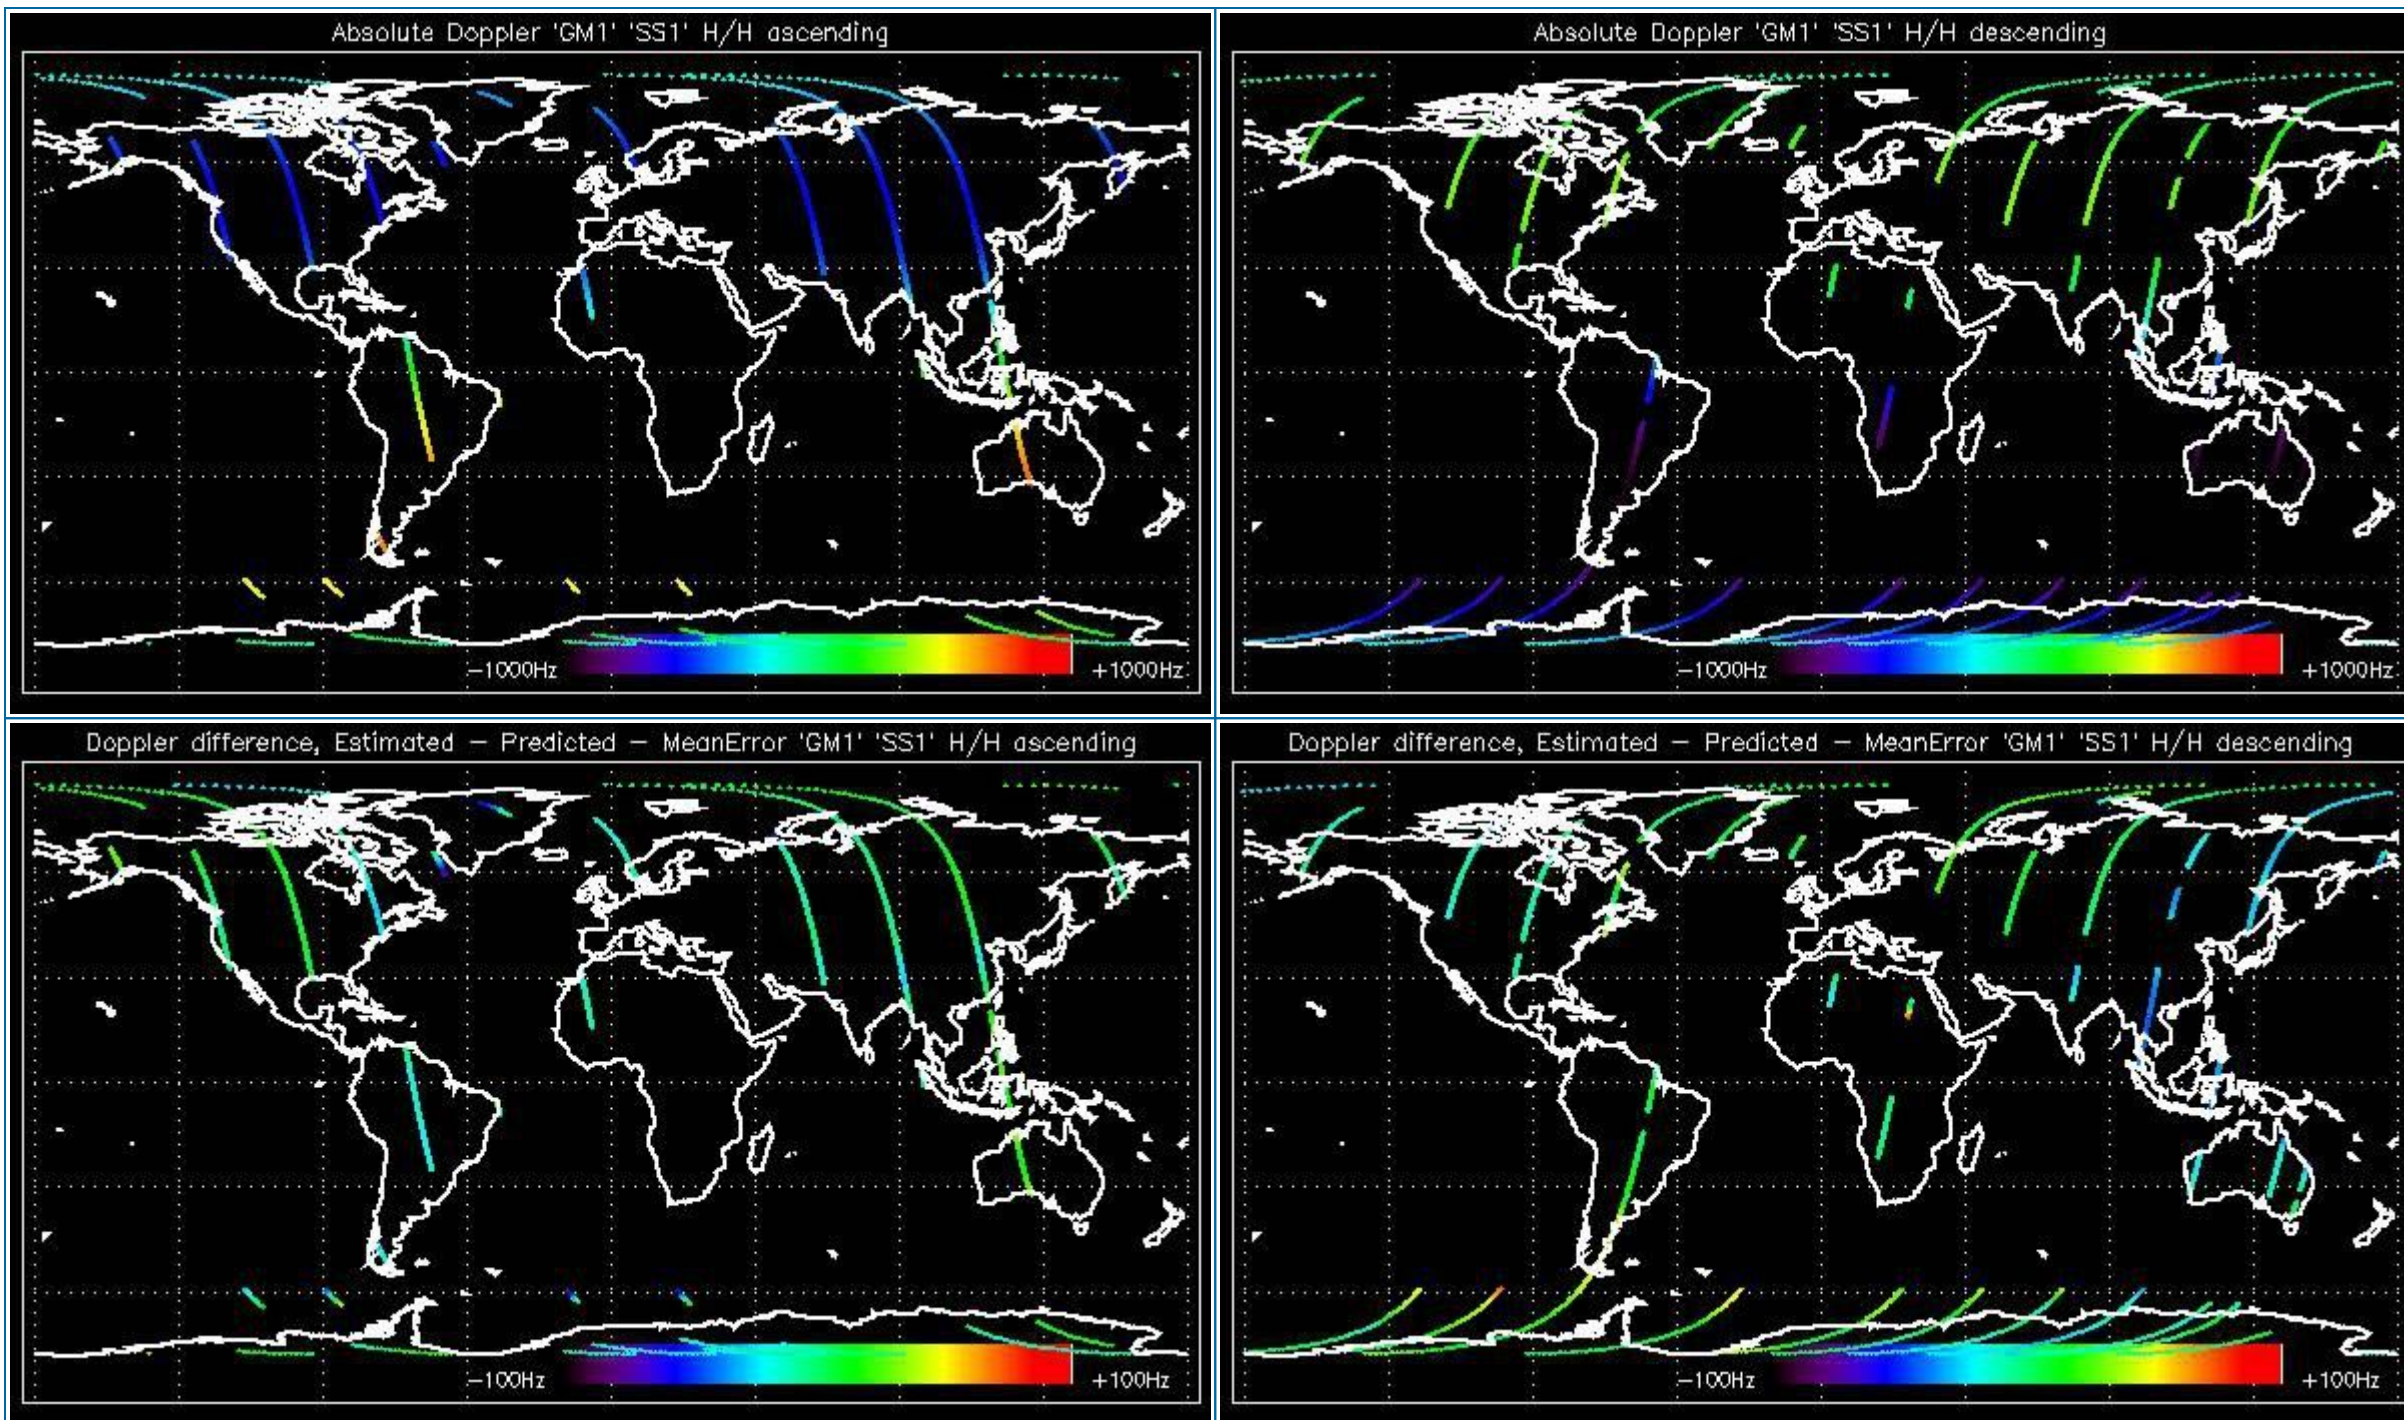 Absolute Doppler 'GM1' 'SS1' H/H ascending
-1000Hz
+1000Hz
Absolute Doppler 'GM1' 'SS1' H/H descending
-1000Hz
+1000Hz
Doppler difference, Estimated - Predicted - MeanError 'GM1' 'SS1' H/H ascending
-100Hz
+100Hz
Doppler difference, Estimated - Predicted - MeanError 'GM1' 'SS1' H/H descending
-100Hz
+100Hz